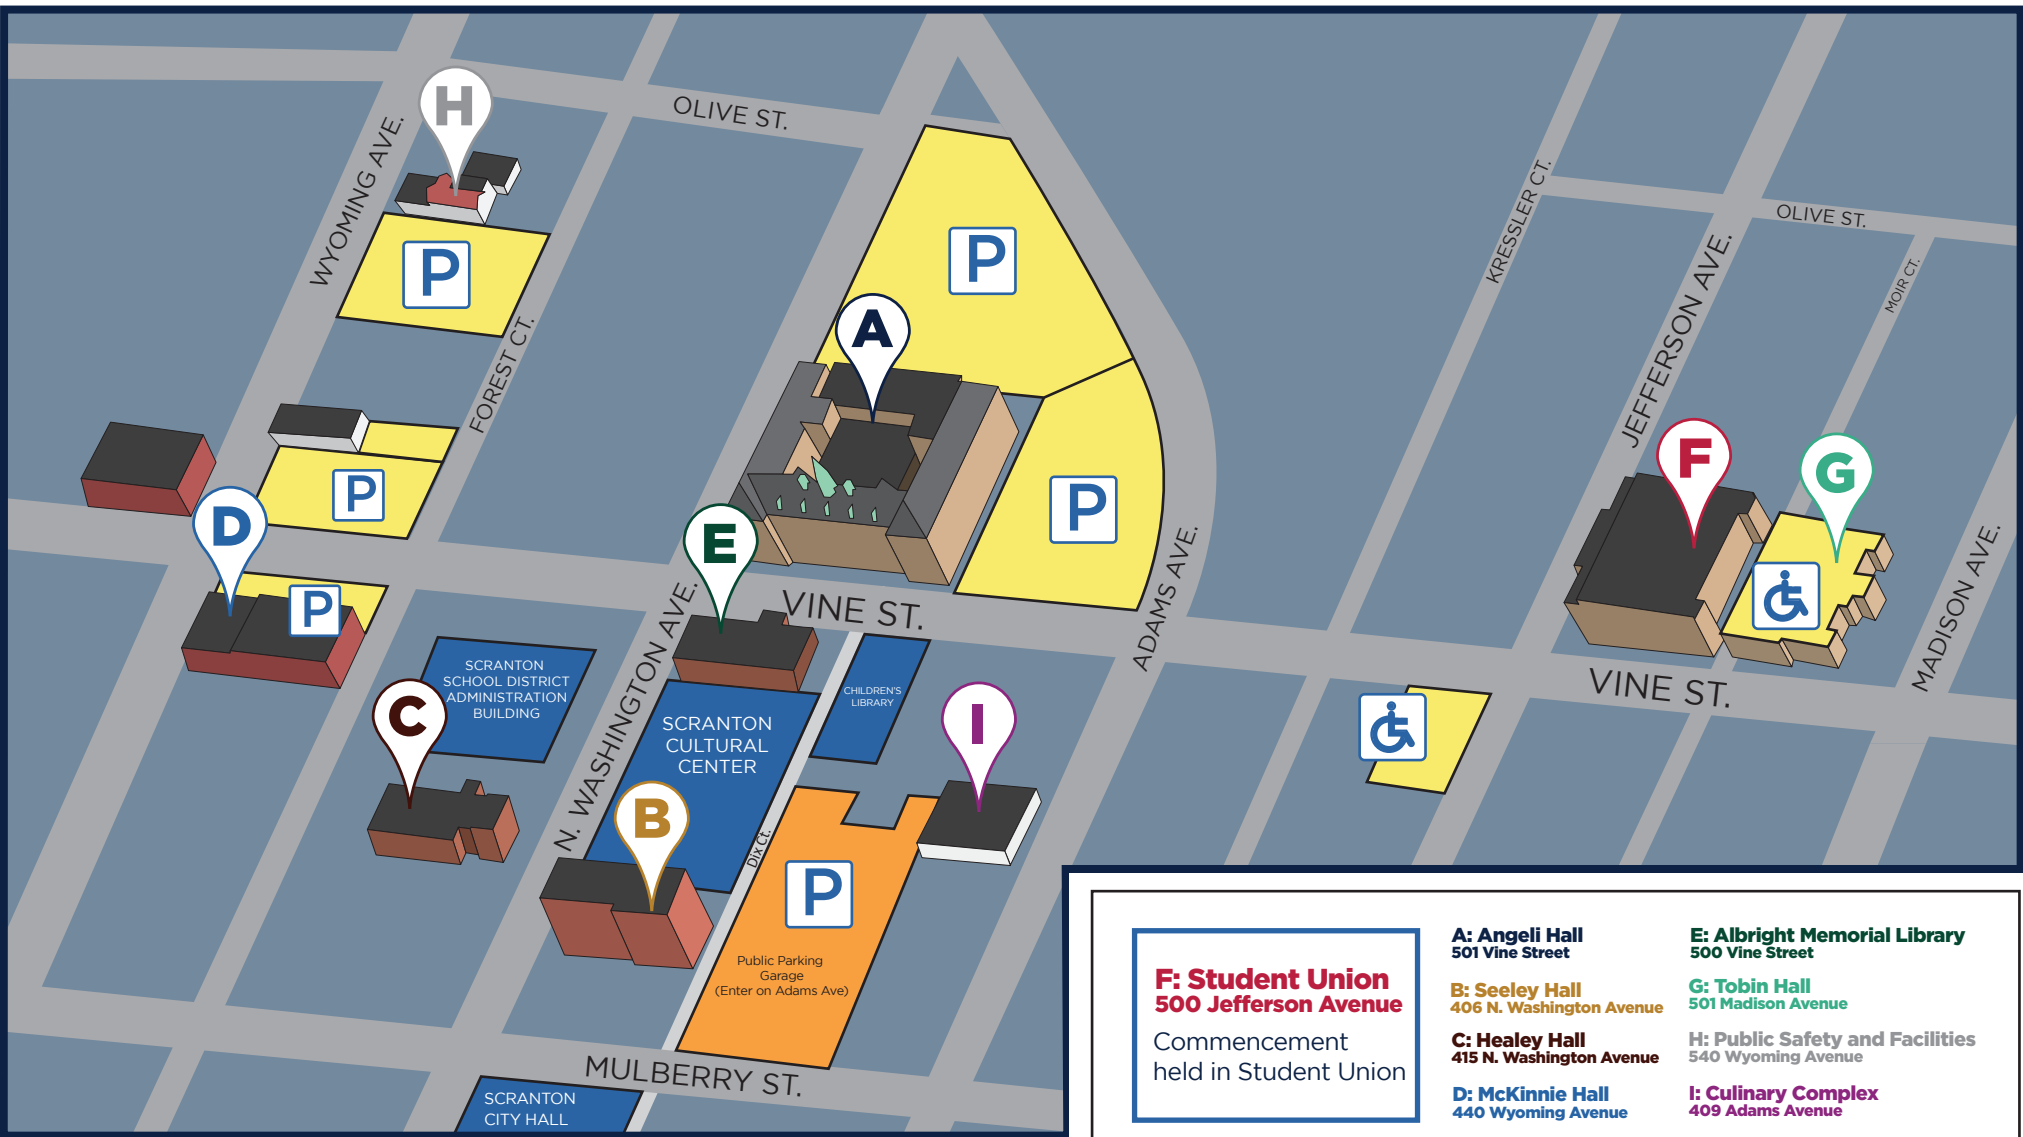 OLIVE ST.
H
WYOMING AVE.
P
FOREST CT.
P
A
KRESSLER CT.
OLIVE ST.
MOIR CT.
JEFFERSON AVE.
P
D
P
E
P
F
G
N. WASHINGTON AVE.
VINE ST.
ADAMS AVE.
MADISON AVE.
VINE ST.
SCRANTON
SCHOOL DISTRICT
ADMINISTRATION
BUILDING
C
CHILDREN'S
LIBRARY
SCRANTON
CULTURAL
CENTER
I
B
Dix Ct.
P
Public Parking
Garage
(Enter on Adams Ave)
MULBERRY ST.
SCRANTON
CITY HALL
F: Student Union
500 Jefferson Avenue
Commencement
held in Student Union
A: Angeli Hall
501 Vine Street
B: Seeley Hall
406 N. Washington Avenue
C: Healey Hall
415 N. Washington Avenue
D: McKinnie Hall
440 Wyoming Avenue
E: Albright Memorial Library
500 Vine Street
G: Tobin Hall
501 Madison Avenue
H: Public Safety and Facilities
540 Wyoming Avenue
I: Culinary Complex
409 Adams Avenue